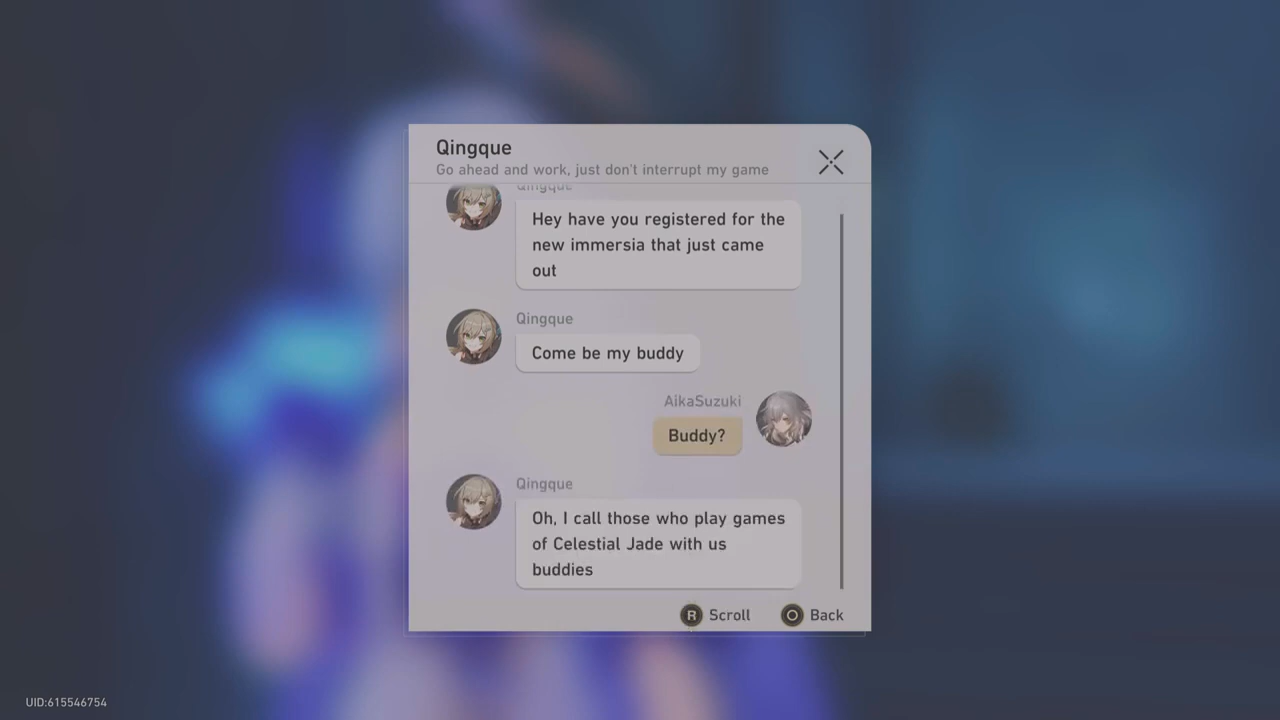 Qingque
Go ahead and work, just don't interrupt my game
Qingque
Hey have you registered for the
new immersia that just came
out
Qingque
Come be my buddy
AikaSuzuki
Buddy?
Qingque
Oh, I call those who play games
of Celestial Jade with us
buddies
R Scroll
Back
UID:615546754